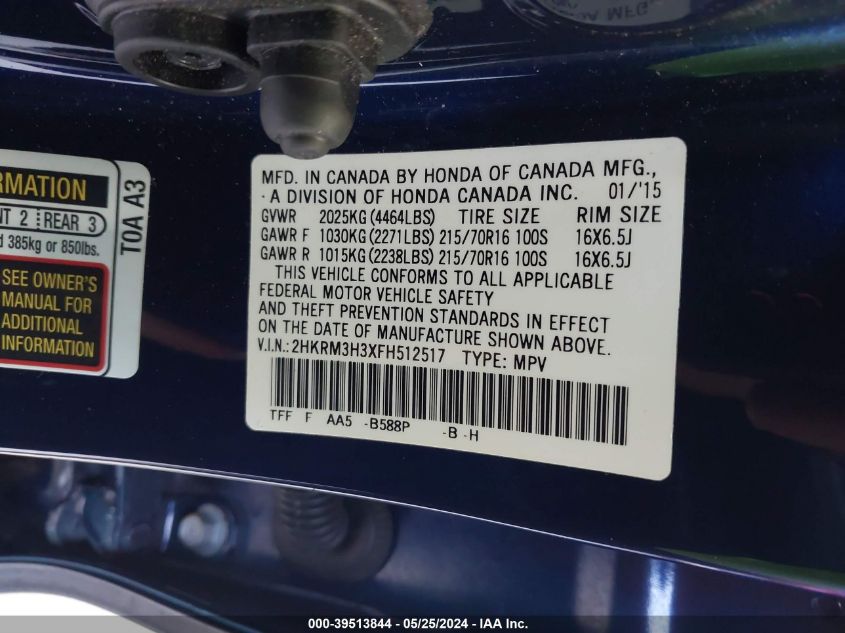 MFD. IN CANADA BY HONDA OF CANADA MFG.,
A DIVISION OF HONDA CANADA INC. 01/'15
GVWR 2025KG (4464LBS) TIRE SIZE RIM SIZE
GAWR F 1030KG (2271LBS) 215/70R16 100S 16X6.5J
GAWR R 1015KG (2238LBS) 215/70R16 100S 16X6.5J
THIS VEHICLE CONFORMS TO ALL APPLICABLE
FEDERAL MOTOR VEHICLE SAFETY
AND THEFT PREVENTION STANDARDS IN EFFECT
ON THE DATE OF MANUFACTURE SHOWN ABOVE.
V.I.N.: 2HKRM3H3XFH512517 TYPE: MPV
TFF F AA5 -B588P -B -H
RMATION
NT 2 REAR 3
d 385kg or 850lbs.
SEE OWNER'S
MANUAL FOR
ADDITIONAL
INFORMATION
T0A A3
000-39513844 - 05/25/2024 - IAA Inc.